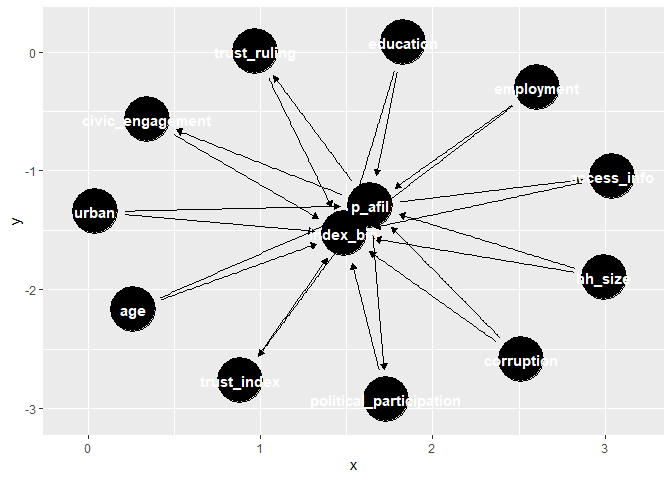 0
-1
-2
-3
y
0
1
2
3
x
trust_ruling
education
employment
civic_engagement
access_info
p_afil
urban
hh_size
age
corruption
trust_index
political_participation